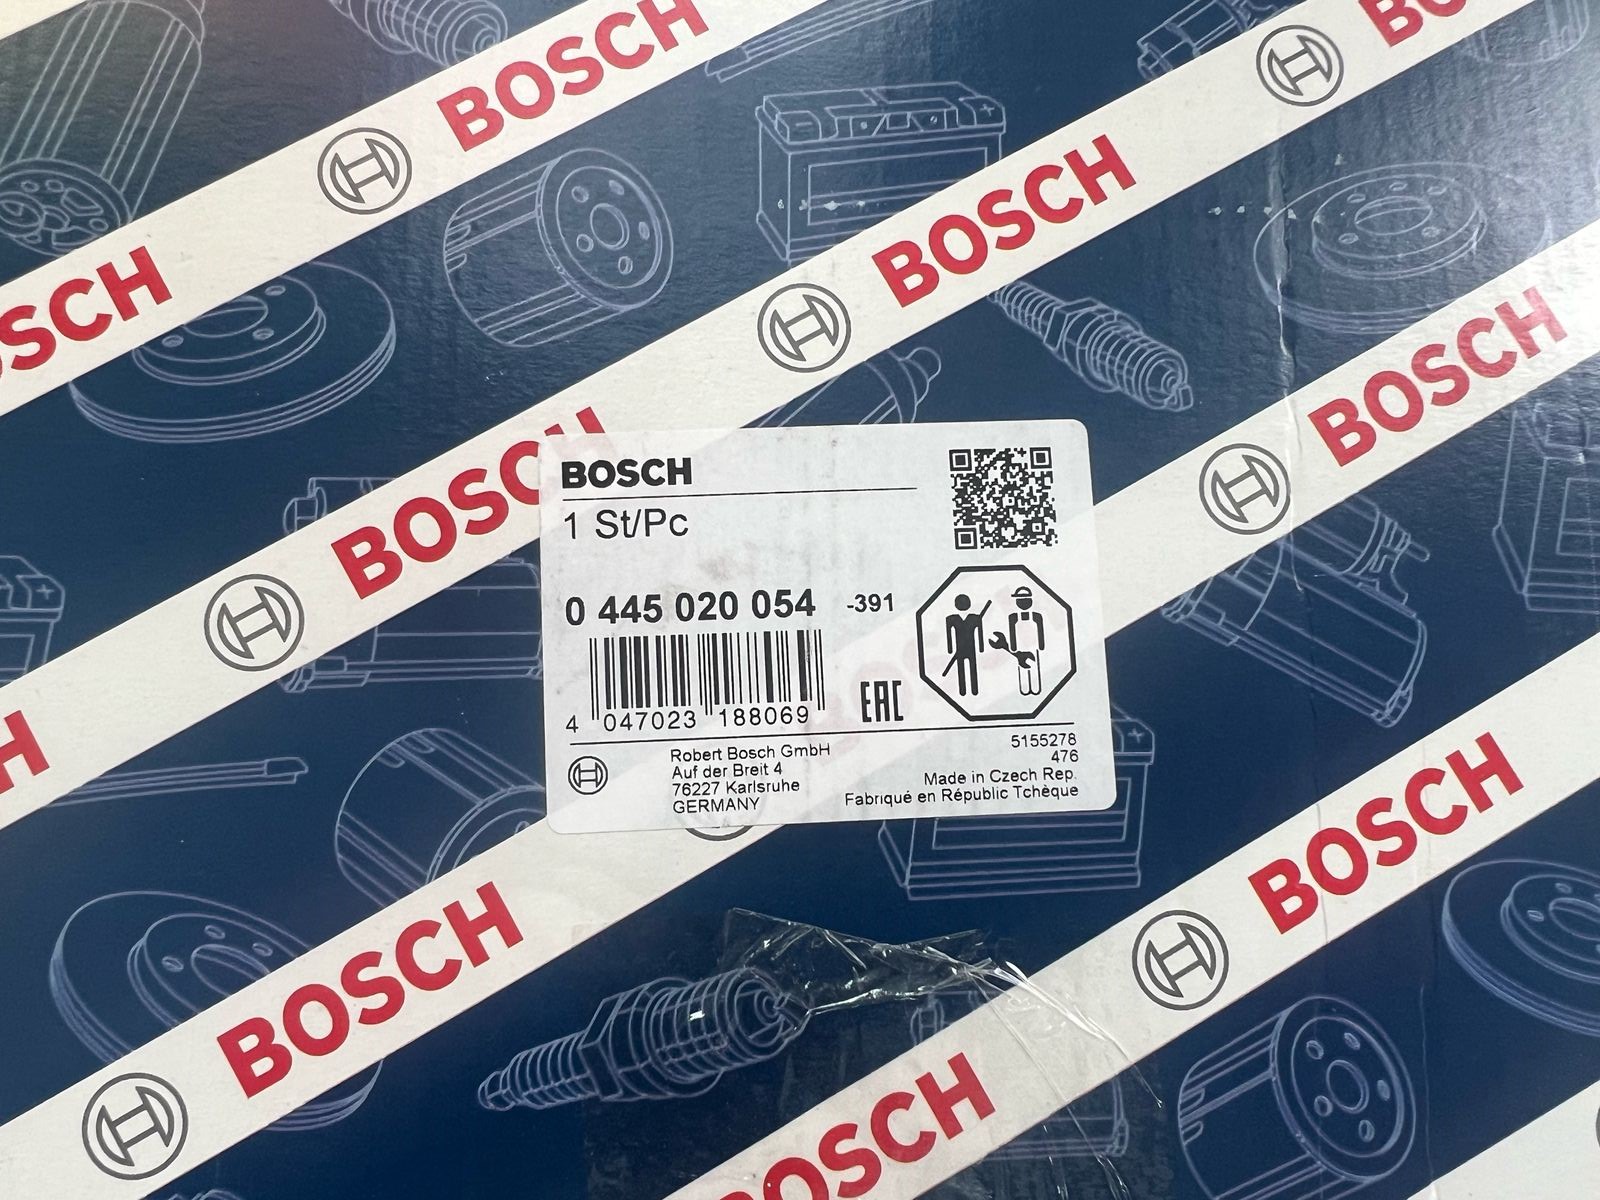 BOSCH
BOSCH
BOSCH
BOSCH
BOSCH
BOSCH
BOSCH
1 St/Pc
0 445 020 054 -391
4 047023 188069
EAC
Robert Bosch GmbH
Auf der Breit 4
76227 Karlsruhe
GERMANY
5155278
476
Made in Czech Rep.
Fabriqué en Républic Tchèque
BOSCH
BOSCH
BOSCH